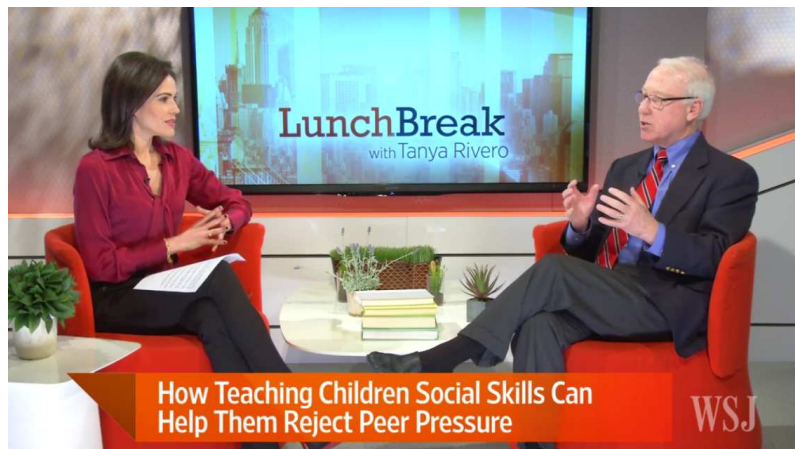 LunchBreak
with Tanya Rivero
How Teaching Children Social Skills Can
Help Them Reject Peer Pressure
WSJ